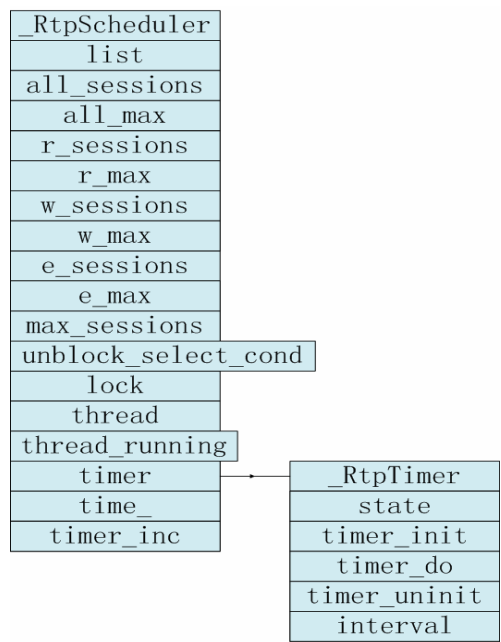 _RtpScheduler
list
all_sessions
all_max
r_sessions
r_max
w_sessions
w_max
e_sessions
e_max
max_sessions
unblock_select_cond
lock
thread
thread_running
timer
time_
timer_inc
_RtpTimer
state
timer_init
timer_do
timer_uninit
interval